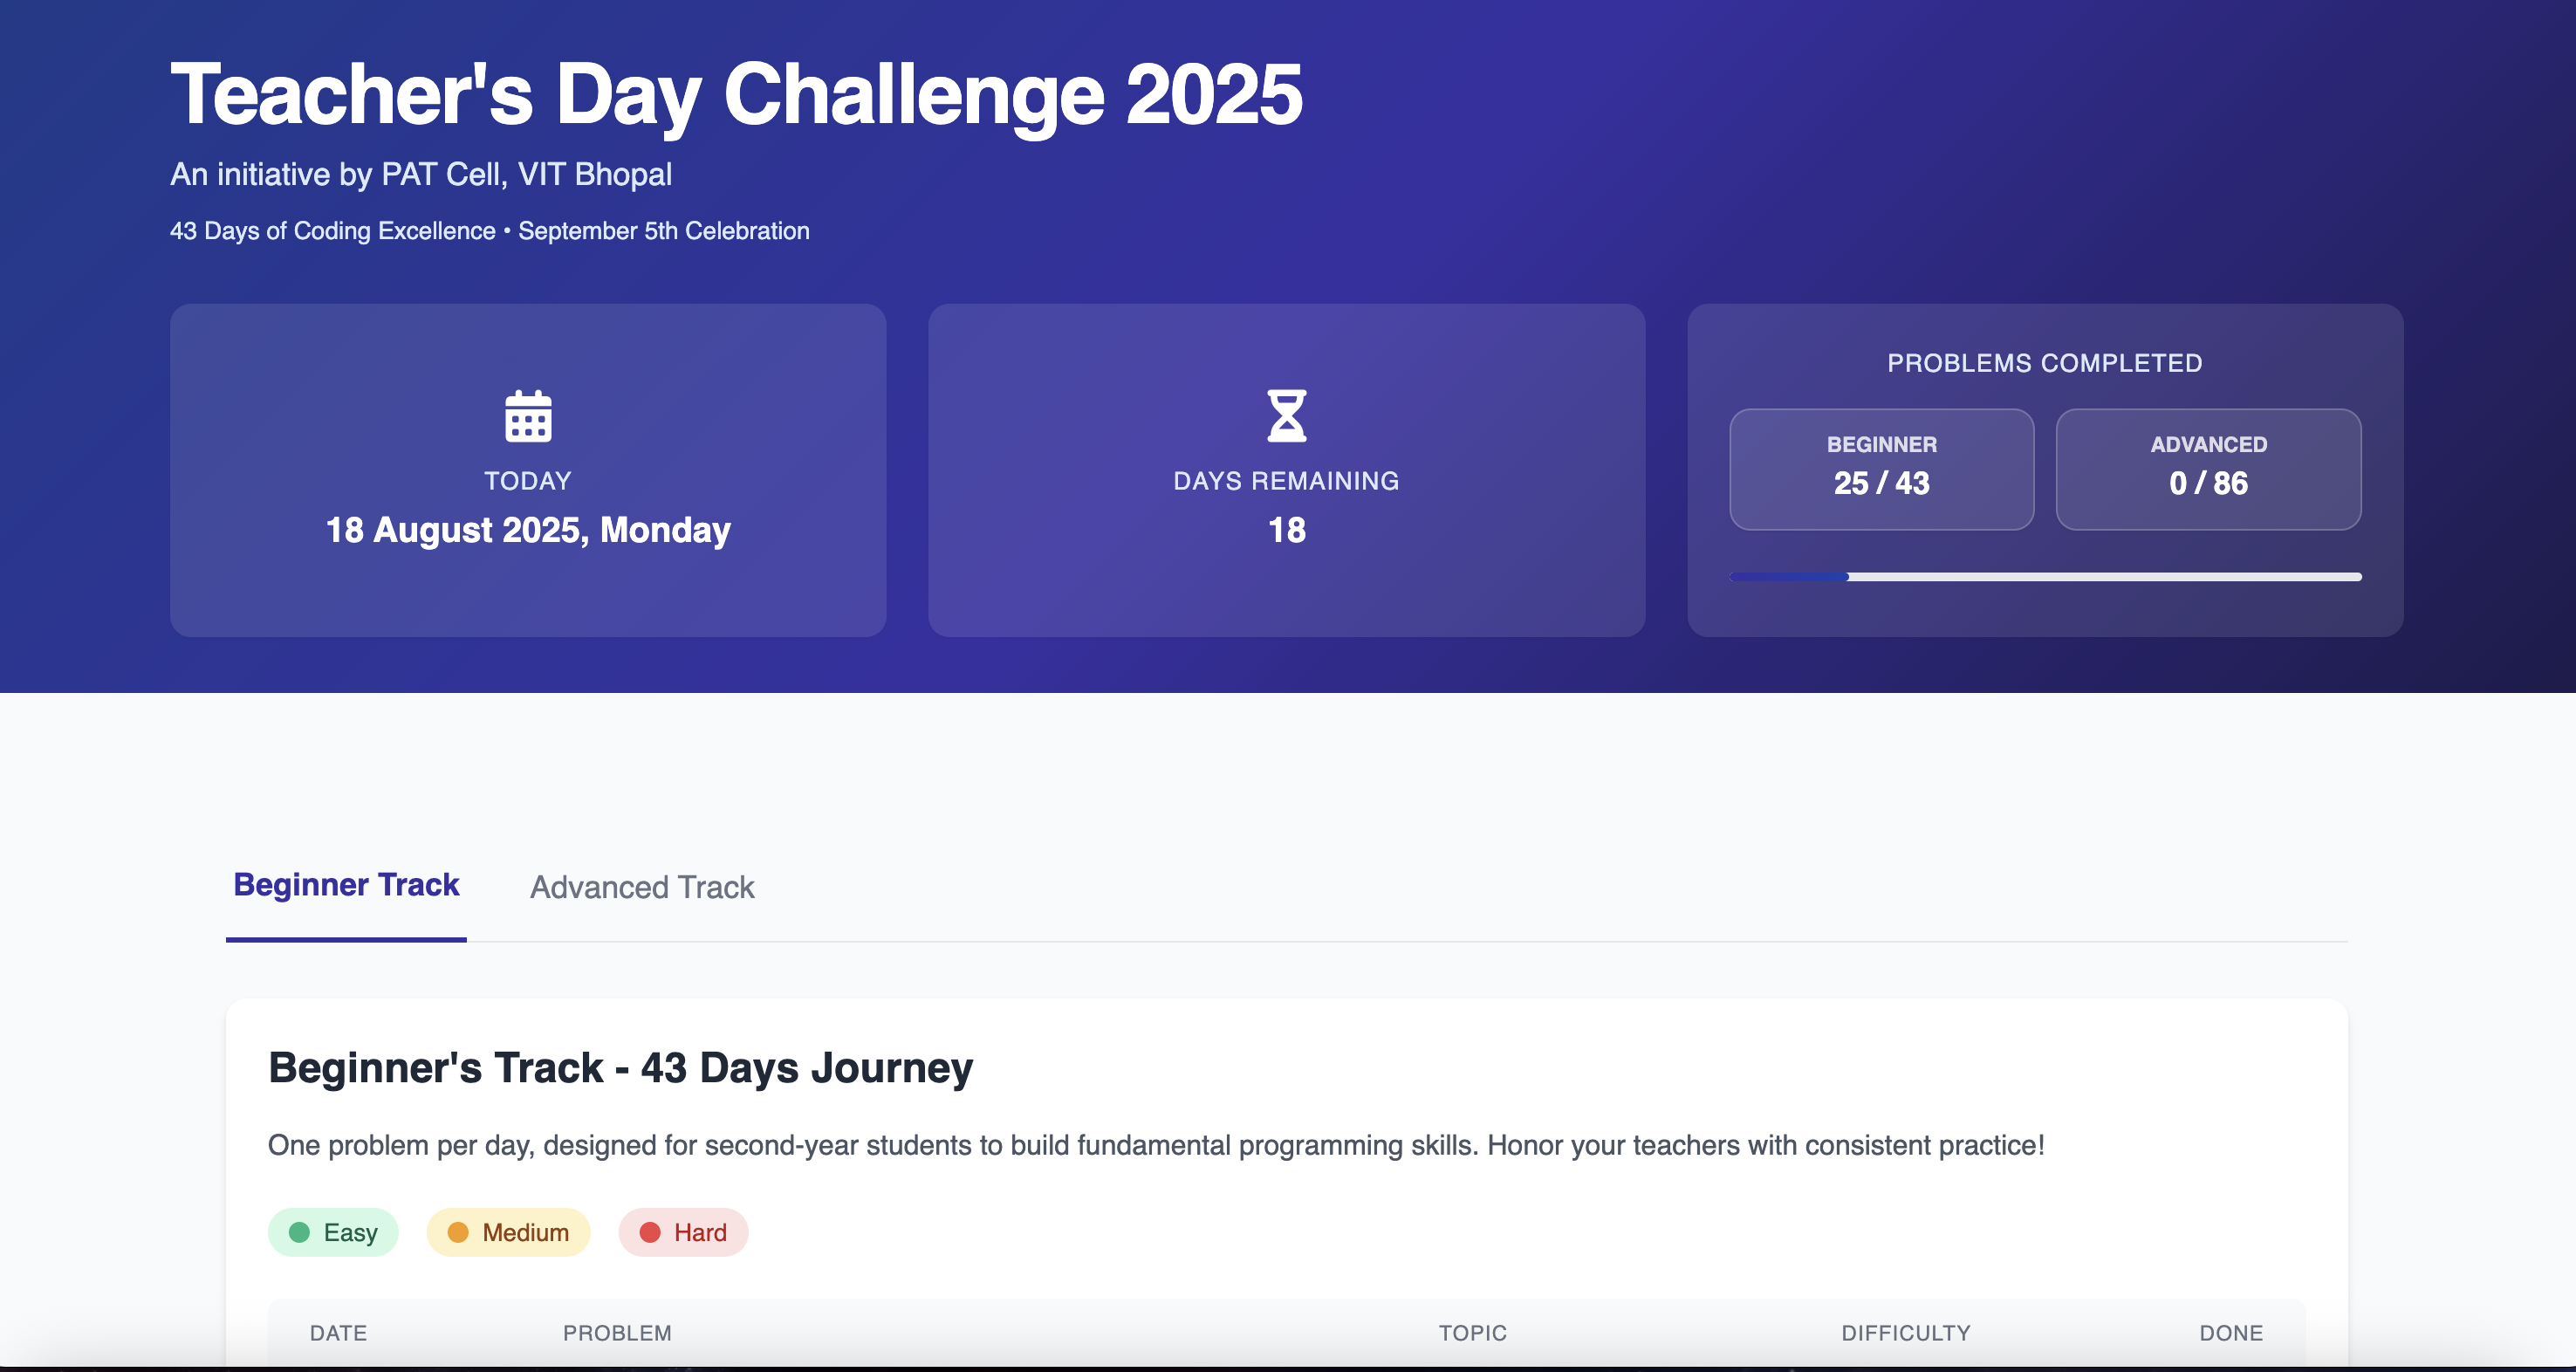 Teacher's Day Challenge 2025
An initiative by PAT Cell, VIT Bhopal
43 Days of Coding Excellence • September 5th Celebration
TODAY
18 August 2025, Monday
DAYS REMAINING
18
PROBLEMS COMPLETED
BEGINNER
25 / 43
ADVANCED
0 / 86
Beginner Track
Advanced Track
Beginner's Track - 43 Days Journey
One problem per day, designed for second-year students to build fundamental programming skills. Honor your teachers with consistent practice!
Easy
Medium
Hard
DATE PROBLEM TOPIC DIFFICULTY DONE